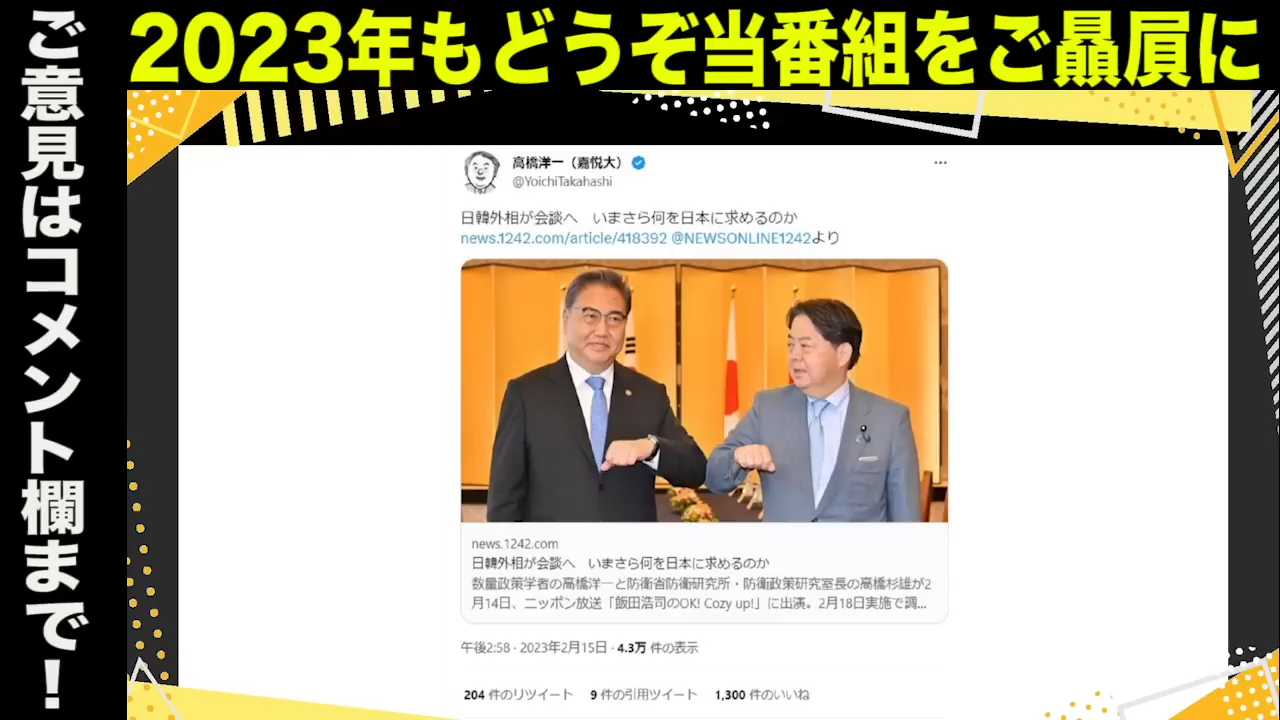 2023年もどうぞ当番組をご贔屓に
ご意見はコメント欄まで！
高橋洋一（嘉悦大）
@YoichiTakahashi
日韓外相が会談へ　いまさら何を日本に求めるのか
news.1242.com/article/418392 @NEWSONLINE1242より
news.1242.com
日韓外相が会談へ　いまさら何を日本に求めるのか
数量政策学者の高橋洋一と防衛省防衛研究所・防衛政策研究室長の高橋杉雄が2
月14日、ニッポン放送「飯田浩司のOK! Cozy up!」に出演。2月18日実施で調...
午後2:58 · 2023年2月15日 · 4.3万 件の表示
204 件のリツイート 9 件の引用ツイート 1,300 件のいいね